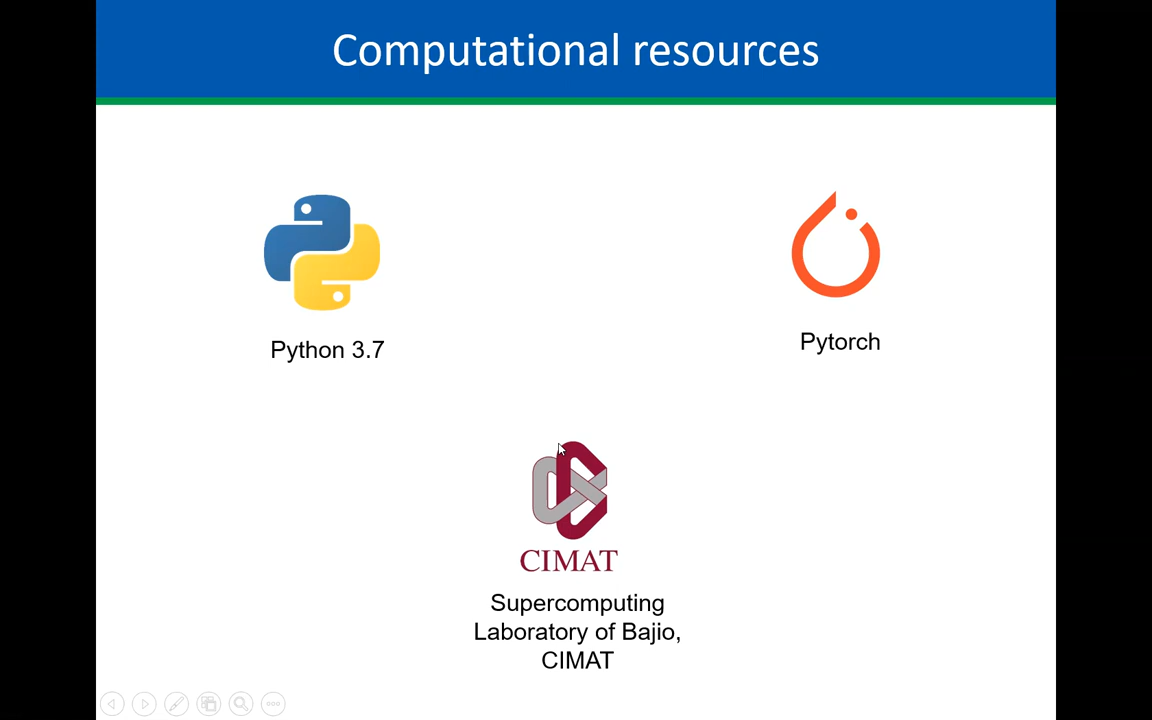 Computational resources
Python 3.7
Pytorch
CIMAT
Supercomputing
Laboratory of Bajio,
CIMAT